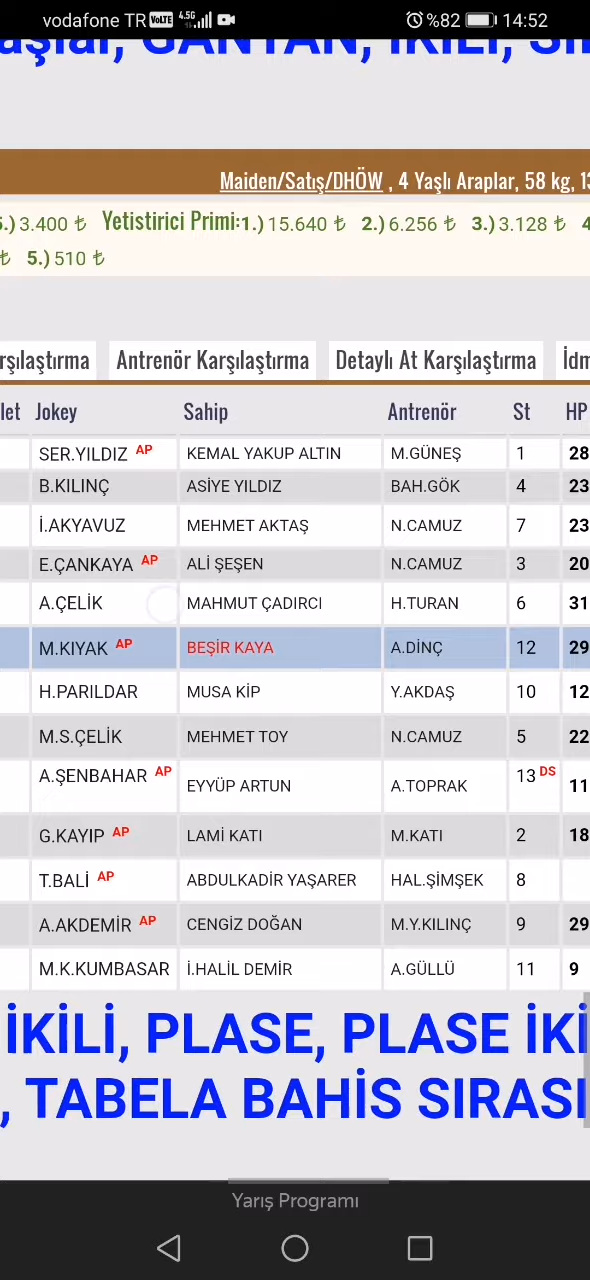 vodafone TR VoLTE 4.5G %82 14:52
aşlar, GANYAN, İKİLİ, Sı
Maiden/Satış/DHÖW , 4 Yaşlı Araplar, 58 kg, 13
5.) 3.400 ₺ Yetistirici Primi:1.) 15.640 ₺ 2.) 6.256 ₺ 3.) 3.128 ₺ 4
₺ 5.) 510 ₺
rşılaştırma Antrenör Karşılaştırma Detaylı At Karşılaştırma İdm
let Jokey Sahip Antrenör St HP
SER.YILDIZ AP KEMAL YAKUP ALTIN M.GÜNEŞ 1 28
B.KILINÇ ASİYE YILDIZ BAH.GÖK 4 23
İ.AKYAVUZ MEHMET AKTAŞ N.CAMUZ 7 23
E.ÇANKAYA AP ALİ ŞEŞEN N.CAMUZ 3 20
A.ÇELİK MAHMUT ÇADIRCI H.TURAN 6 31
M.KIYAK AP BEŞİR KAYA A.DİNÇ 12 29
H.PARILDAR MUSA KİP Y.AKDAŞ 10 12
M.S.ÇELİK MEHMET TOY N.CAMUZ 5 22
A.ŞENBAHAR AP EYYÜP ARTUN A.TOPRAK 13 DS 11
G.KAYIP AP LAMİ KATI M.KATI 2 18
T.BALİ AP ABDULKADİR YAŞARER HAL.ŞİMŞEK 8
A.AKDEMİR AP CENGİZ DOĞAN M.Y.KILINÇ 9 29
M.K.KUMBASAR İ.HALİL DEMİR A.GÜLLÜ 11 9
İKİLİ, PLASE, PLASE İKİ
, TABELA BAHİS SIRASI
Yarış Programı